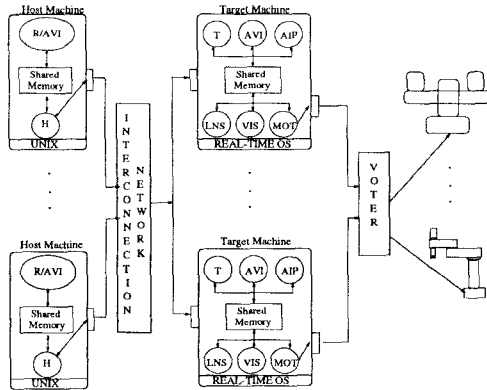 Host Machine
R/AVI
Shared
Memory
H
UNIX
Target Machine
T AVI AIP
Shared
Memory
LNS VIS MOT
REAL-TIME OS
INTERCONNECTION
NETWORK
VOTER
Host Machine
R/AVI
Shared
Memory
H
UNIX
Target Machine
T AVI AIP
Shared
Memory
LNS VIS MOT
REAL-TIME OS